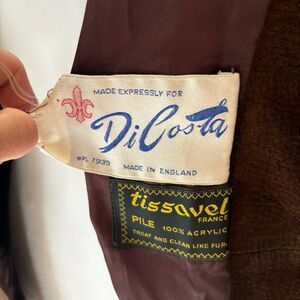 MADE EXPRESSLY FOR
DiCosta
WPL 7939 MADE IN ENGLAND
tissavel
FRANCE
PILE 100% ACRYLIC
TREAT AND CLEAN LIKE FUR